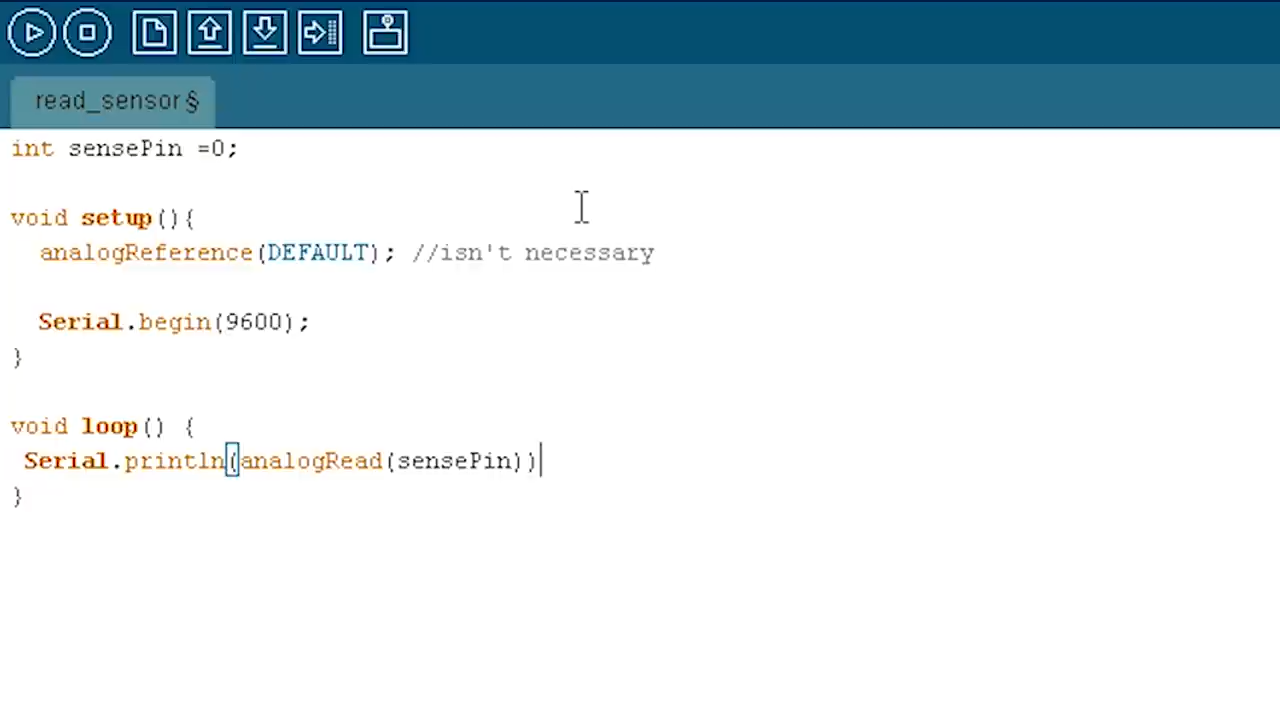 read_sensor§
int sensePin =0;
void setup(){
analogReference(DEFAULT); //isn't necessary
Serial.begin(9600);
}
void loop() {
Serial.println(analogRead(sensePin))
}